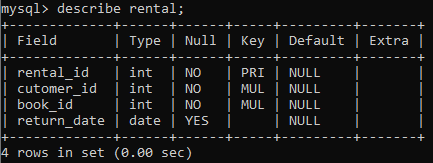 mysql> describe rental;
+-------------+------+------+-----+---------+-------+
| Field       | Type | Null | Key | Default | Extra |
+-------------+------+------+-----+---------+-------+
| rental_id   | int  | NO   | PRI | NULL    |       |
| cutomer_id  | int  | NO   | MUL | NULL    |       |
| book_id     | int  | NO   | MUL | NULL    |       |
| return_date | date | YES  |     | NULL    |       |
+-------------+------+------+-----+---------+-------+
4 rows in set (0.00 sec)